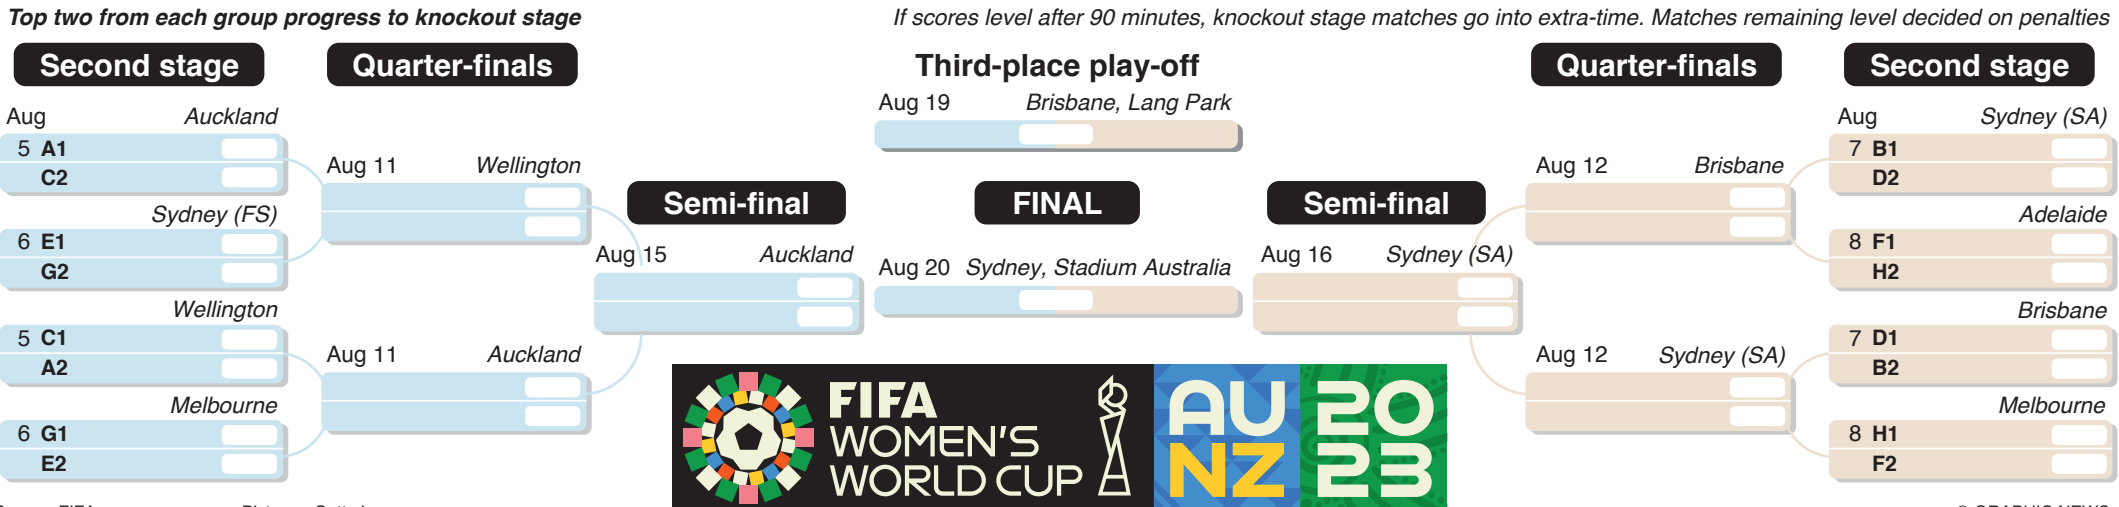 Top two from each group progress to knockout stage
If scores level after 90 minutes, knockout stage matches go into extra-time. Matches remaining level decided on penalties
Second stage
Quarter-finals
Third-place play-off
Quarter-finals
Second stage
Aug Auckland
5 A1
C2
Sydney (FS)
6 E1
G2
Wellington
5 C1
A2
Melbourne
6 G1
E2
Aug 11 Wellington
Aug 11 Auckland
Semi-final
Aug 15 Auckland
Aug 19 Brisbane, Lang Park
FINAL
Aug 20 Sydney, Stadium Australia
Semi-final
Aug 16 Sydney (SA)
Aug 12 Brisbane
Aug 12 Sydney (SA)
Aug Sydney (SA)
7 B1
D2
Adelaide
8 F1
H2
Brisbane
7 D1
B2
Melbourne
8 H1
F2
FIFA
WOMEN'S
WORLD CUP
AU
NZ
20
23
© GRAPHIC NEWS